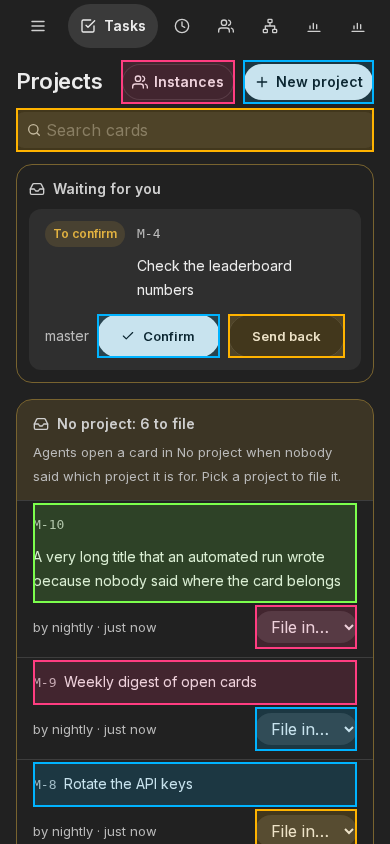 Tasks
Projects
Instances
New project
Search cards
Waiting for you
To confirm
M-4
Check the leaderboard
numbers
master
Confirm
Send back
No project: 6 to file
Agents open a card in No project when nobody
said which project it is for. Pick a project to file it.
M-10
A very long title that an automated run wrote
because nobody said where the card belongs
by nightly · just now
File in…
M-9 Weekly digest of open cards
by nightly · just now
File in…
M-8 Rotate the API keys
by nightly · just now
File in…